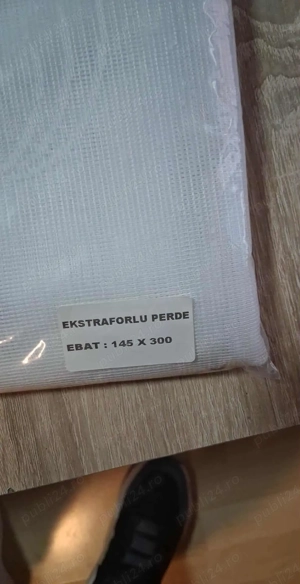 EKSTRAFORLU PERDE
EBAT : 145 X 300